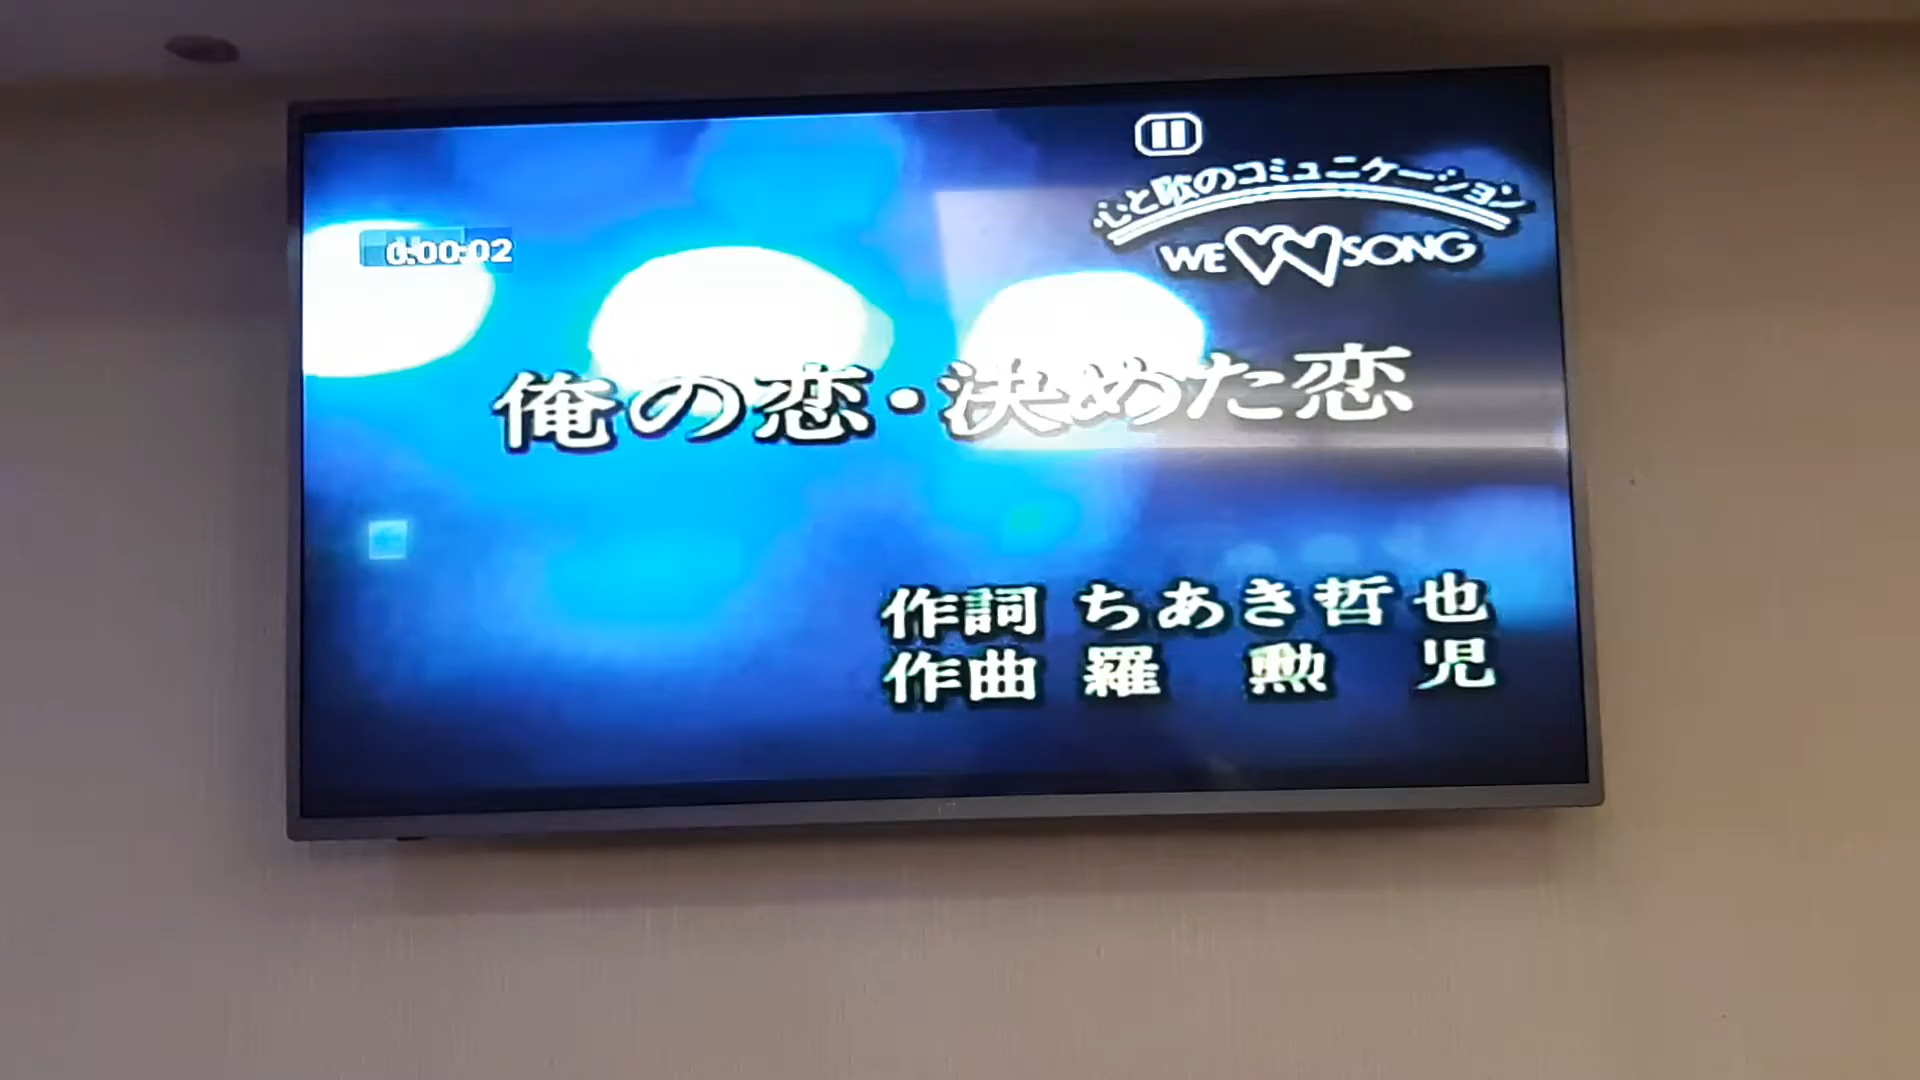 心と歌のコミュニケーション
WE SONG
0:00:02
俺の恋・決めた恋
作詞 ちあき哲也
作曲 羅 勲 児